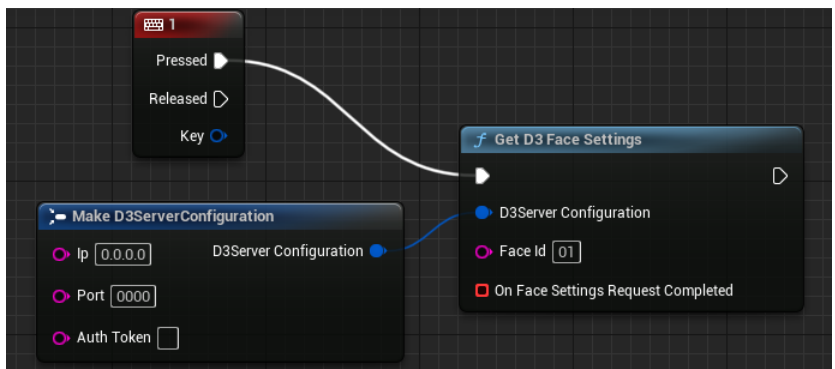 1
Pressed
Released
Key
Get D3 Face Settings
D3Server Configuration
Face Id 01
On Face Settings Request Completed
Make D3ServerConfiguration
Ip 0.0.0.0 D3Server Configuration
Port 0000
Auth Token